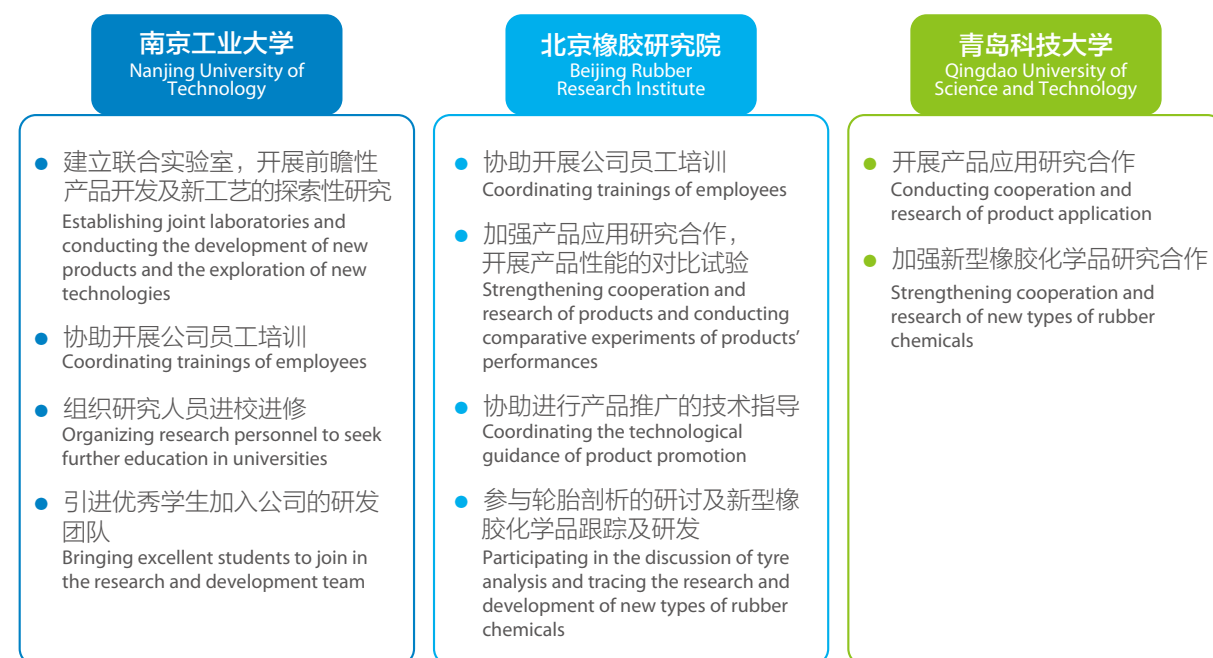 南京工业大学
Nanjing University of
Technology
建立联合实验室，开展前瞻性
产品开发及新工艺的探索性研究
Establishing joint laboratories and
conducting the development of new
products and the exploration of new
technologies
协助开展公司员工培训
Coordinating trainings of employees
组织研究人员进校进修
Organizing research personnel to seek
further education in universities
引进优秀学生加入公司的研发
团队
Bringing excellent students to join in
the research and development team
北京橡胶研究院
Beijing Rubber
Research Institute
协助开展公司员工培训
Coordinating trainings of employees
加强产品应用研究合作，
开展产品性能的对比试验
Strengthening cooperation and
research of products and conducting
comparative experiments of products’
performances
协助进行产品推广的技术指导
Coordinating the technological
guidance of product promotion
参与轮胎剖析的研讨及新型橡
胶化学品跟踪及研发
Participating in the discussion of tyre
analysis and tracing the research and
development of new types of rubber
chemicals
青岛科技大学
Qingdao University of
Science and Technology
开展产品应用研究合作
Conducting cooperation and
research of product application
加强新型橡胶化学品研究合作
Strengthening cooperation and
research of new types of rubber
chemicals